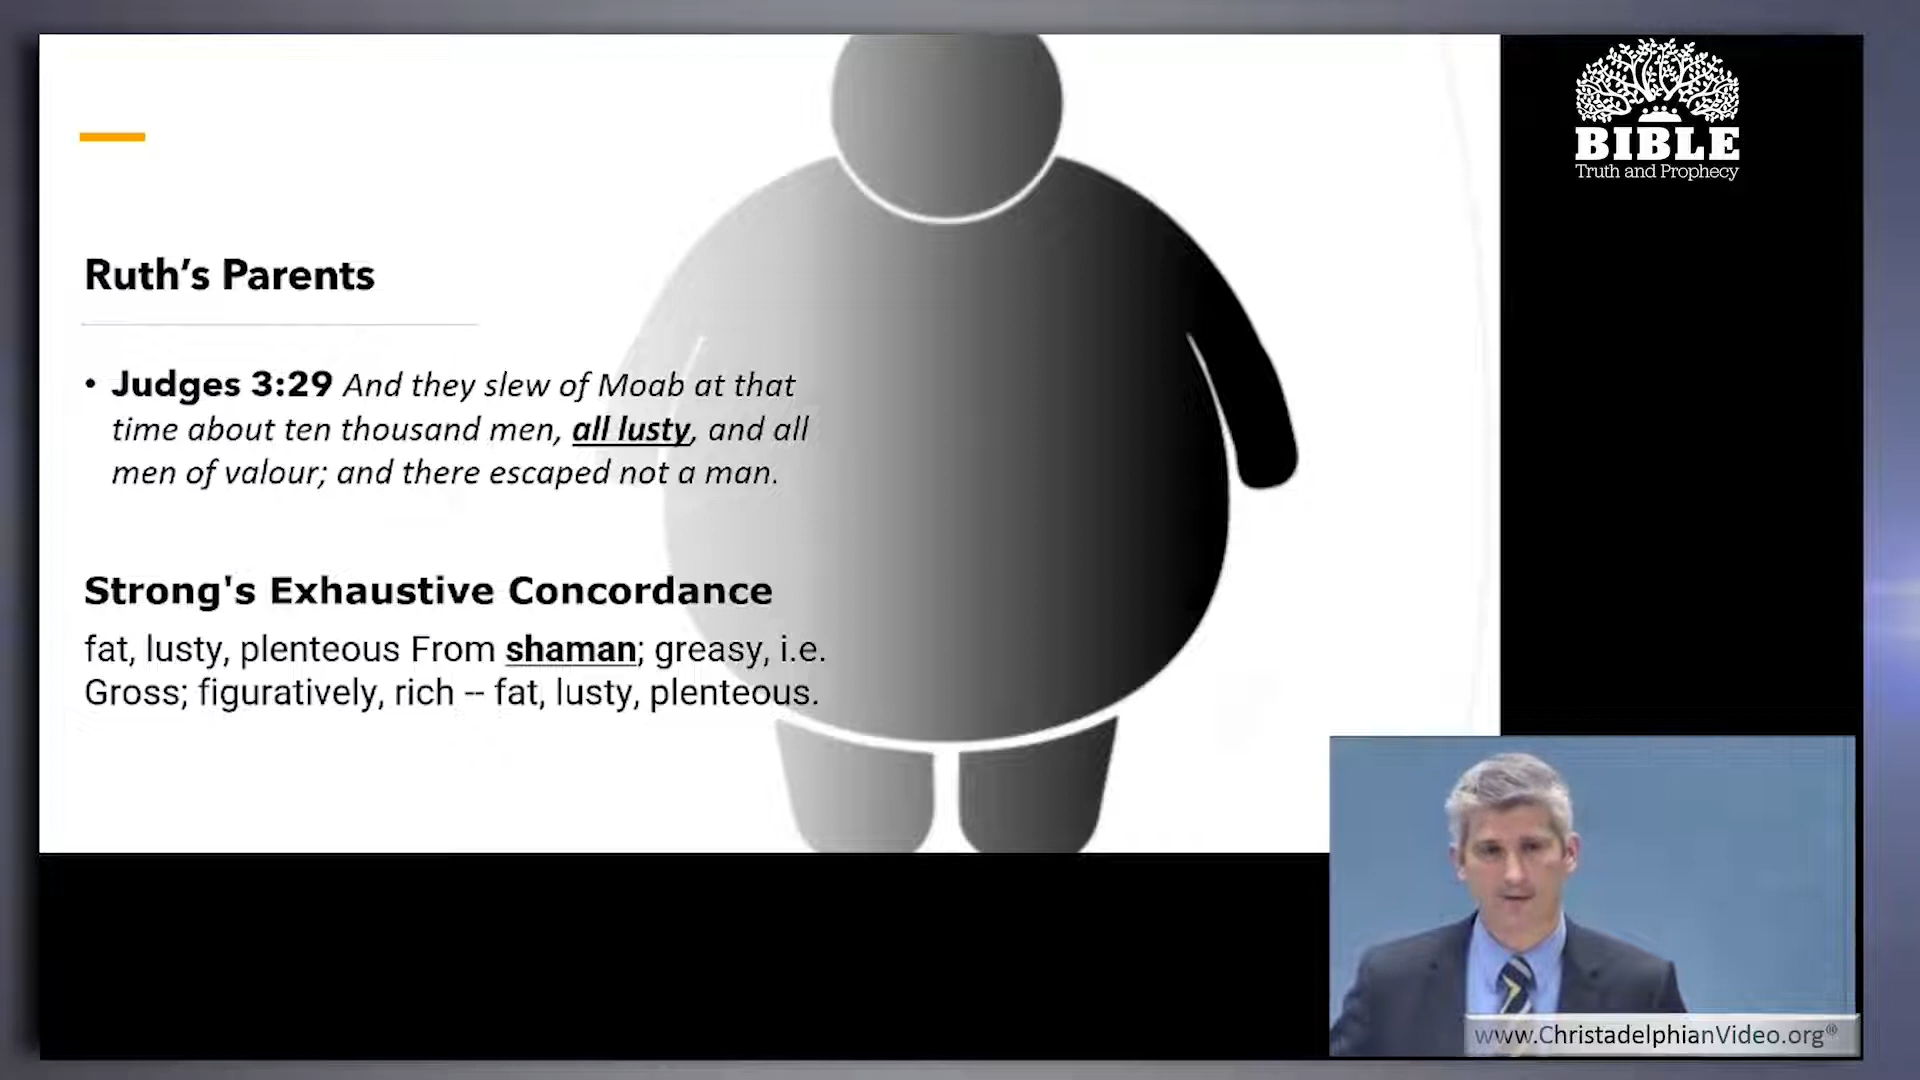 BIBLE
Truth and Prophecy
Ruth's Parents
• Judges 3:29 And they slew of Moab at that
time about ten thousand men, all lusty, and all
men of valour; and there escaped not a man.
Strong's Exhaustive Concordance
fat, lusty, plenteous From shaman; greasy, i.e.
Gross; figuratively, rich -- fat, lusty, plenteous.
www.ChristadelphianVideo.org®